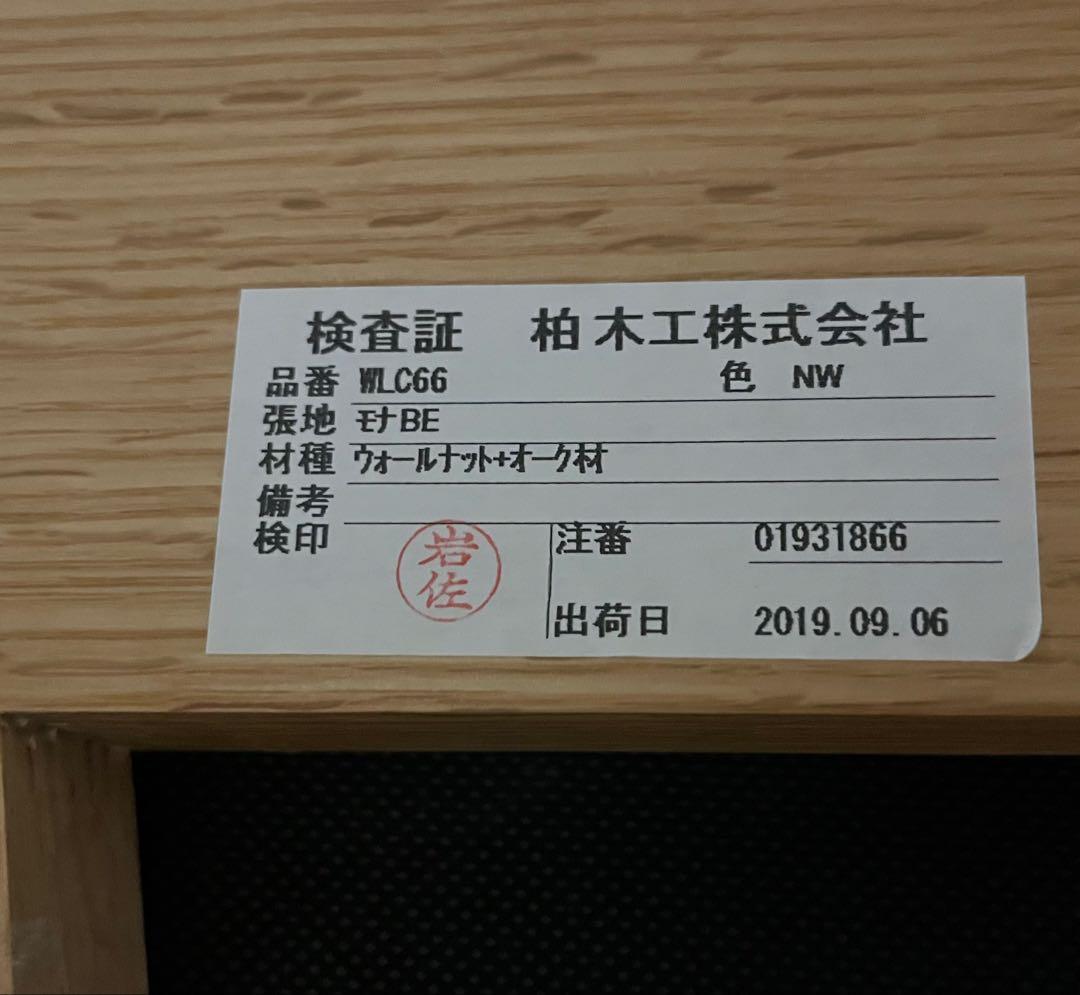 検査証 柏木工株式会社
品番 WLC66 色 NW
張地 モナBE
材種 ウォールナット+オーク材
備考
検印 岩佐 注番 01931866
出荷日 2019.09.06